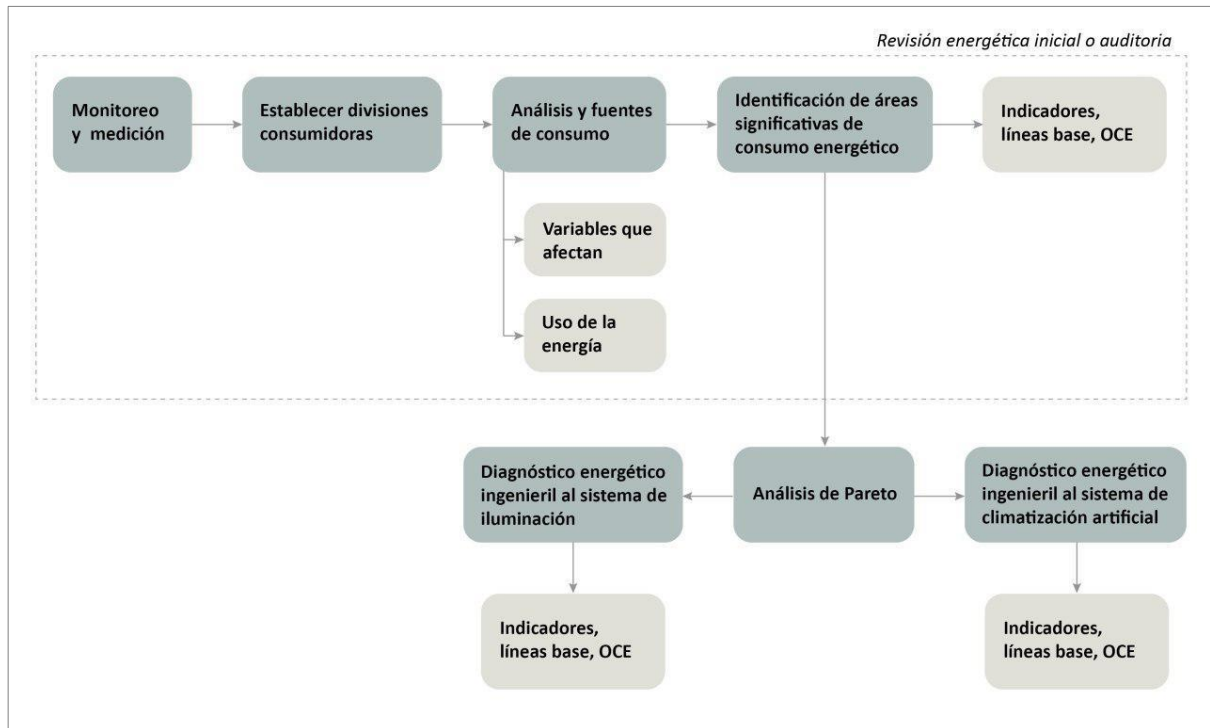 Revisión energética inicial o auditoria
Monitoreo
y medición
Establecer divisiones
consumidoras
Análisis y fuentes
de consumo
Identificación de áreas
significativas de
consumo energético
Indicadores,
líneas base, OCE
Variables que
afectan
Uso de la
energía
Diagnóstico energético
ingenieril al sistema de
iluminación
Análisis de Pareto
Diagnóstico energético
ingenieril al sistema de
climatización artificial
Indicadores,
líneas base, OCE
Indicadores,
líneas base, OCE